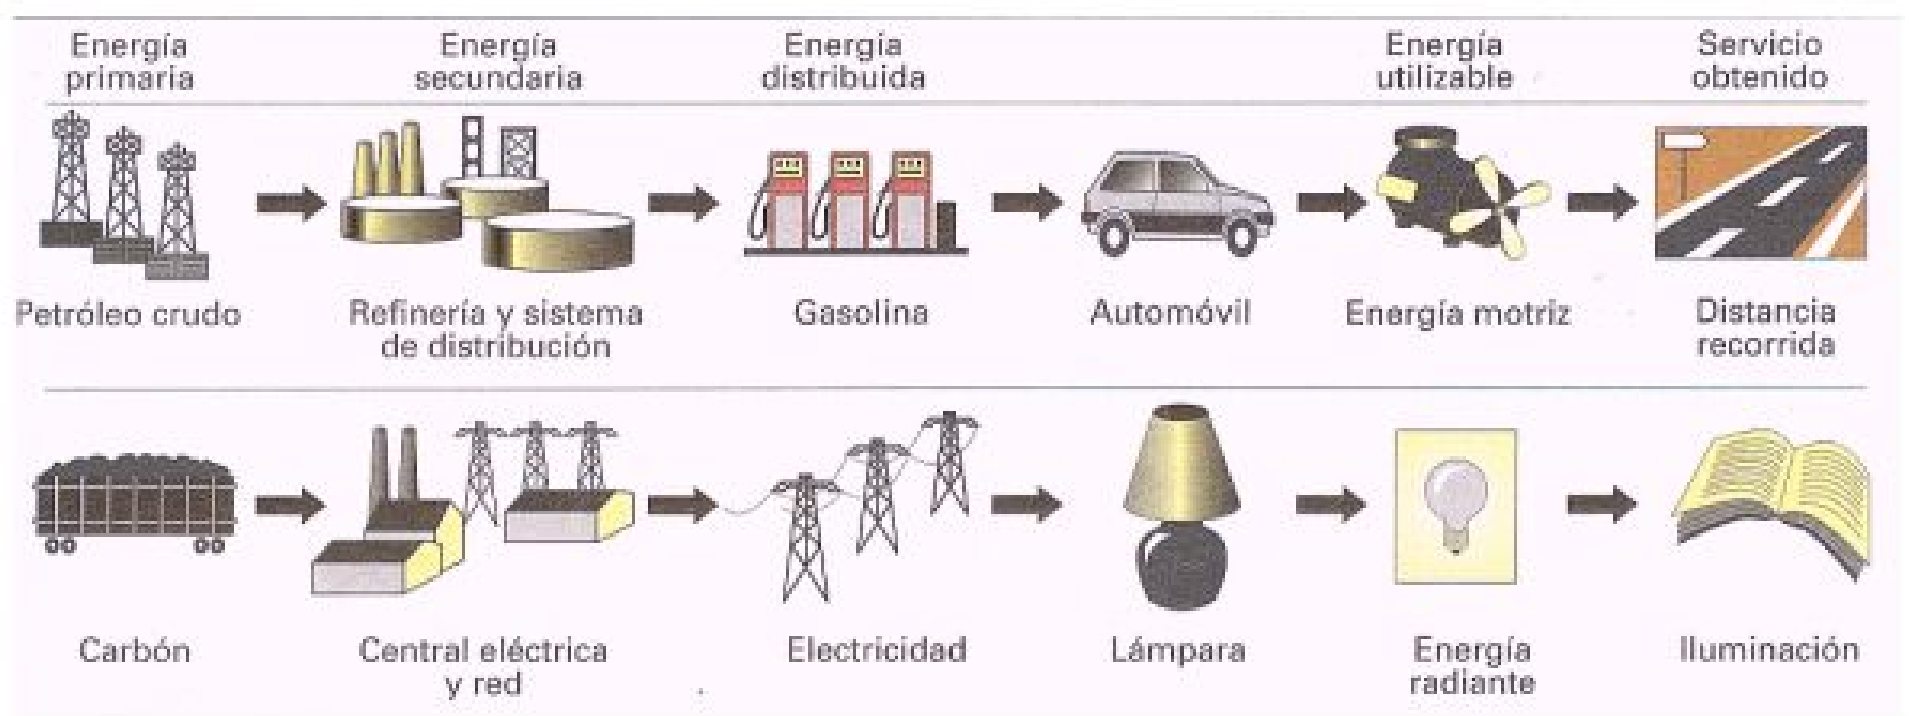 Energía
primaria
Energía
secundaria
Energía
distribuida
Energía
utilizable
Servicio
obtenido
Petróleo crudo
Refinería y sistema
de distribución
Gasolina
Automóvil
Energía motriz
Distancia
recorrida
Carbón
Central eléctrica
y red
Electricidad
Lámpara
Energía
radiante
Iluminación